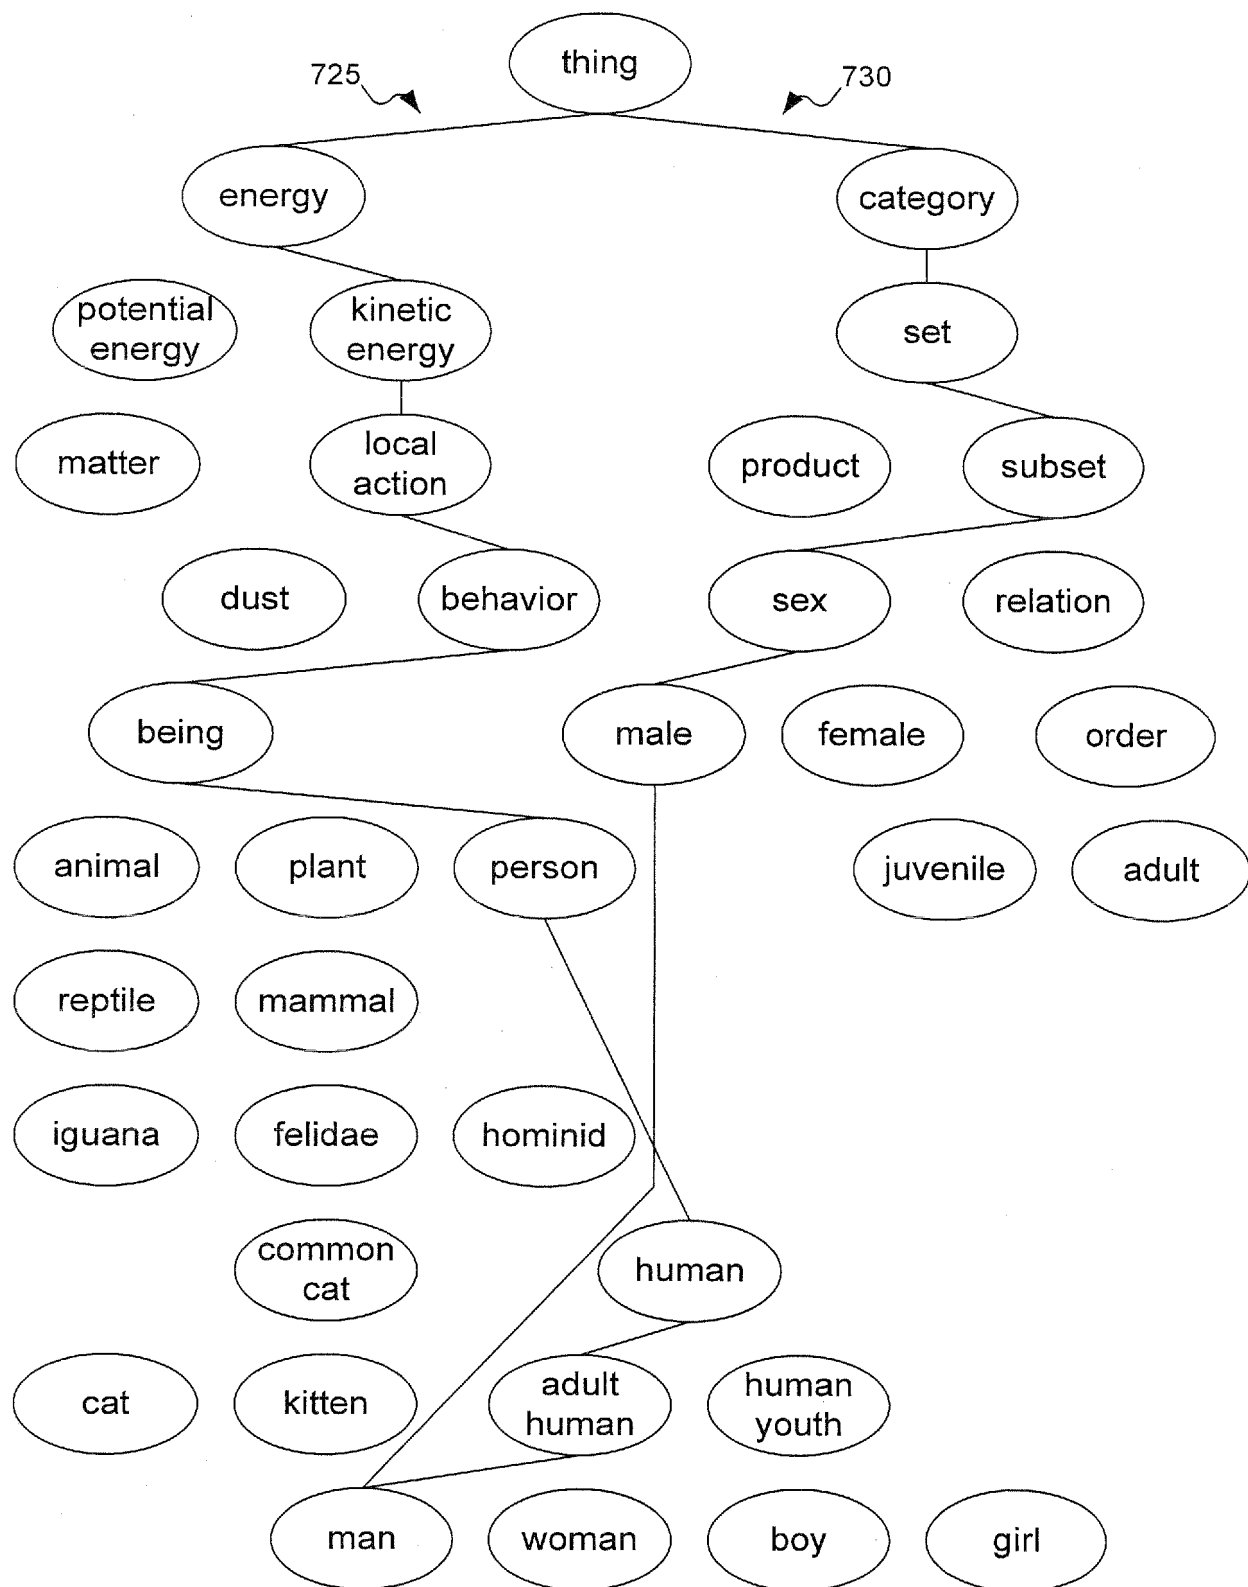 thing
725
730
energy
category
potential
energy
kinetic
energy
set
matter
local
action
product
subset
dust
behavior
sex
relation
being
male
female
order
animal
plant
person
juvenile
adult
reptile
mammal
iguana
felidae
hominid
common
cat
human
cat
kitten
adult
human
human
youth
man
woman
boy
girl